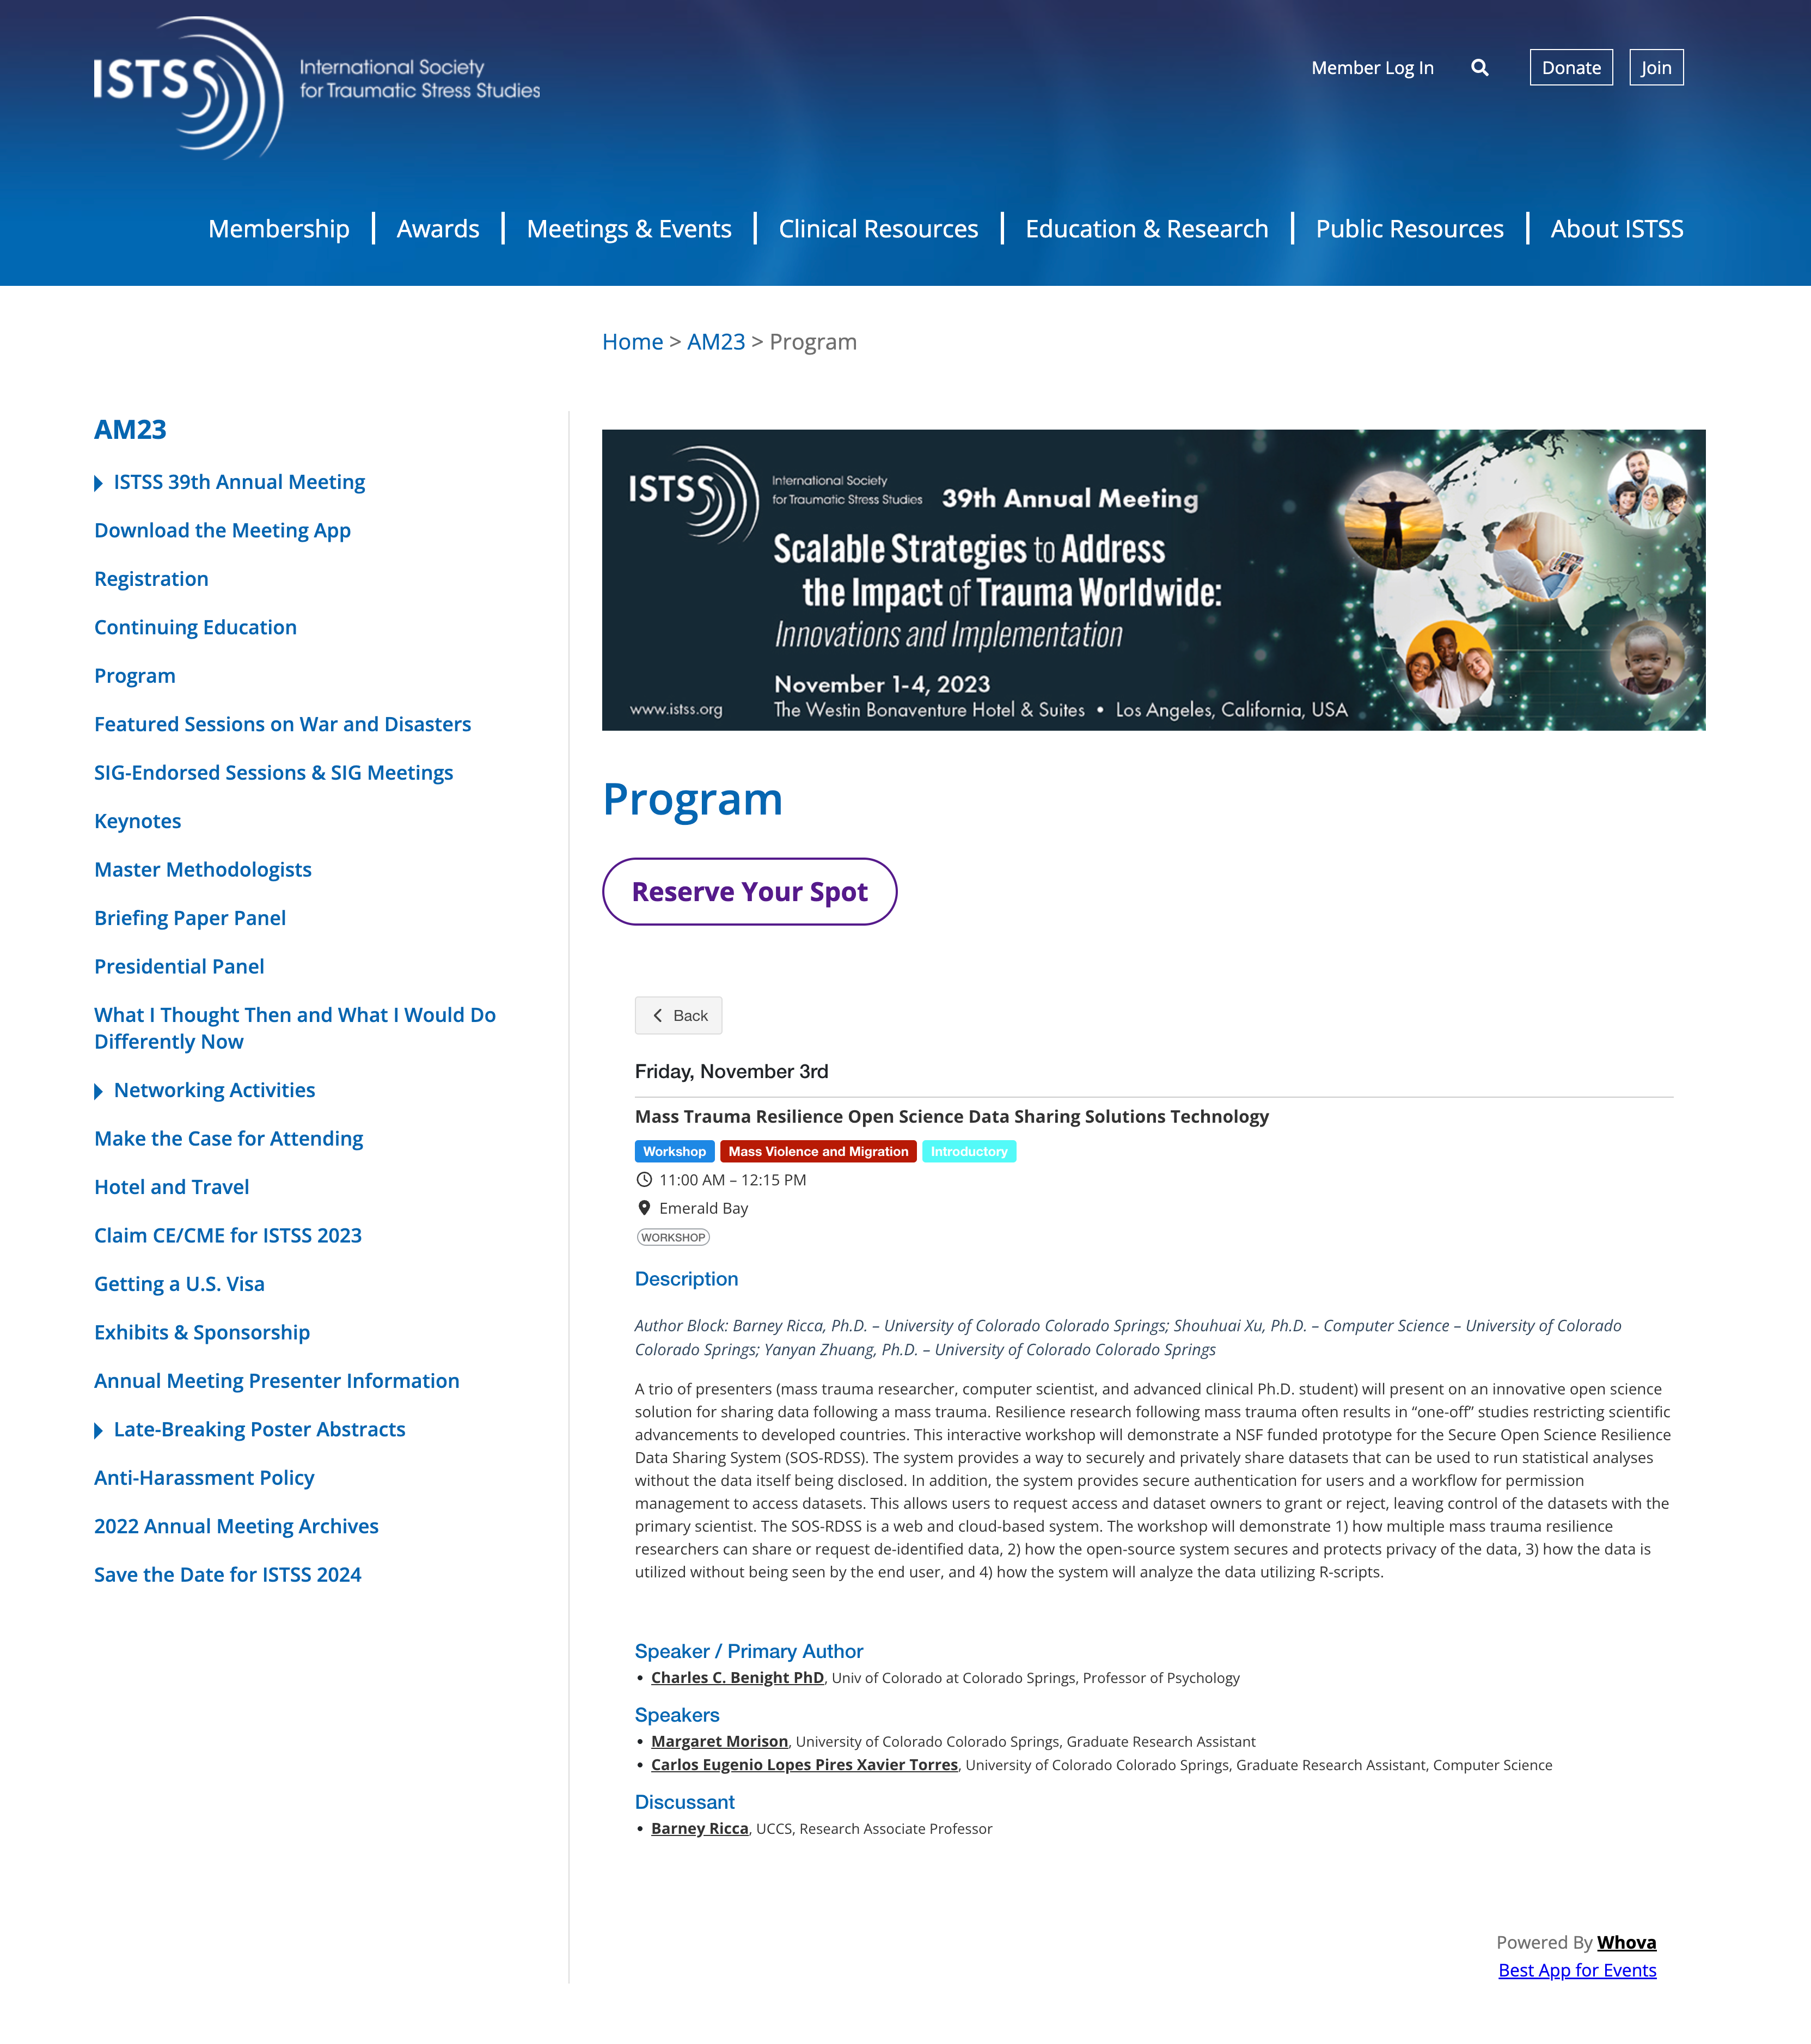 ISTSS
International Society
for Traumatic Stress Studies
Member Log In
Donate
Join
Membership
Awards
Meetings & Events
Clinical Resources
Education & Research
Public Resources
About ISTSS
Home > AM23 > Program
AM23
ISTSS 39th Annual Meeting
Download the Meeting App
Registration
Continuing Education
Program
Featured Sessions on War and Disasters
SIG-Endorsed Sessions & SIG Meetings
Keynotes
Master Methodologists
Briefing Paper Panel
Presidential Panel
What I Thought Then and What I Would Do
Differently Now
Networking Activities
Make the Case for Attending
Hotel and Travel
Claim CE/CME for ISTSS 2023
Getting a U.S. Visa
Exhibits & Sponsorship
Annual Meeting Presenter Information
Late-Breaking Poster Abstracts
Anti-Harassment Policy
2022 Annual Meeting Archives
Save the Date for ISTSS 2024
ISTSS
International Society
for Traumatic Stress Studies
39th Annual Meeting
Scalable Strategies to Address
the Impact of Trauma Worldwide:
Innovations and Implementation
November 1-4, 2023
www.istss.org
The Westin Bonaventure Hotel & Suites • Los Angeles, California, USA
Program
Reserve Your Spot
Back
Friday, November 3rd
Mass Trauma Resilience Open Science Data Sharing Solutions Technology
Workshop
Mass Violence and Migration
Introductory
11:00 AM – 12:15 PM
Emerald Bay
WORKSHOP
Description
Author Block: Barney Ricca, Ph.D. – University of Colorado Colorado Springs; Shouhuai Xu, Ph.D. – Computer Science – University of Colorado
Colorado Springs; Yanyan Zhuang, Ph.D. – University of Colorado Colorado Springs
A trio of presenters (mass trauma researcher, computer scientist, and advanced clinical Ph.D. student) will present on an innovative open science
solution for sharing data following a mass trauma. Resilience research following mass trauma often results in “one-off” studies restricting scientific
advancements to developed countries. This interactive workshop will demonstrate a NSF funded prototype for the Secure Open Science Resilience
Data Sharing System (SOS-RDSS). The system provides a way to securely and privately share datasets that can be used to run statistical analyses
without the data itself being disclosed. In addition, the system provides secure authentication for users and a workflow for permission
management to access datasets. This allows users to request access and dataset owners to grant or reject, leaving control of the datasets with the
primary scientist. The SOS-RDSS is a web and cloud-based system. The workshop will demonstrate 1) how multiple mass trauma resilience
researchers can share or request de-identified data, 2) how the open-source system secures and protects privacy of the data, 3) how the data is
utilized without being seen by the end user, and 4) how the system will analyze the data utilizing R-scripts.
Speaker / Primary Author
• Charles C. Benight PhD, Univ of Colorado at Colorado Springs, Professor of Psychology
Speakers
• Margaret Morison, University of Colorado Colorado Springs, Graduate Research Assistant
• Carlos Eugenio Lopes Pires Xavier Torres, University of Colorado Colorado Springs, Graduate Research Assistant, Computer Science
Discussant
• Barney Ricca, UCCS, Research Associate Professor
Powered By Whova
Best App for Events